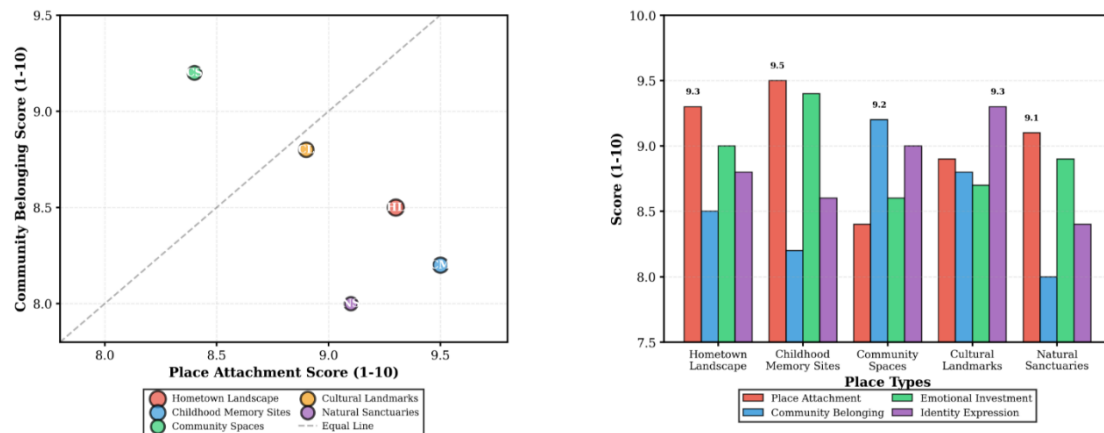 Community Belonging Score (1-10)
9.5
9.0
8.5
8.0
CS
HL
NS
8.0
8.5
9.0
9.5
Place Attachment Score (1-10)
Hometown Landscape
Cultural Landmarks
Childhood Memory Sites
Natural Sanctuaries
Community Spaces
Equal Line
Score (1-10)
10.0
9.5
9.0
8.5
8.0
7.5
9.3
9.5
9.2
9.3
9.1
Hometown
Landscape
Childhood
Memory Sites
Community
Spaces
Cultural
Landmarks
Natural
Sanctuaries
Place Types
Place Attachment
Emotional Investment
Community Belonging
Identity Expression